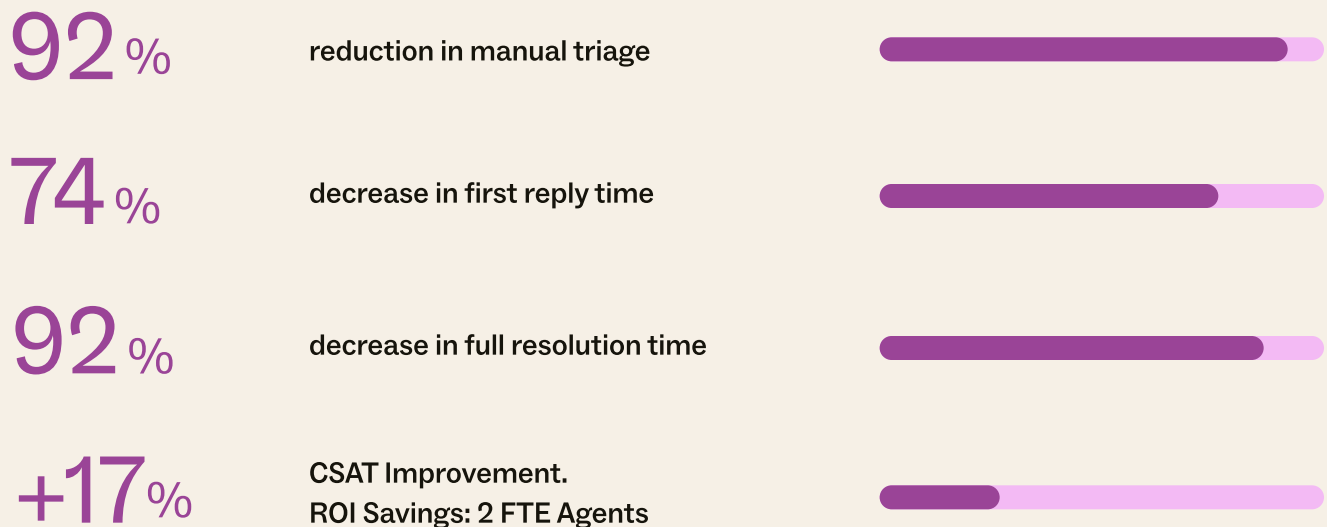 92 %
reduction in manual triage
74 %
decrease in first reply time
92 %
decrease in full resolution time
+17%
CSAT Improvement.
ROI Savings: 2 FTE Agents